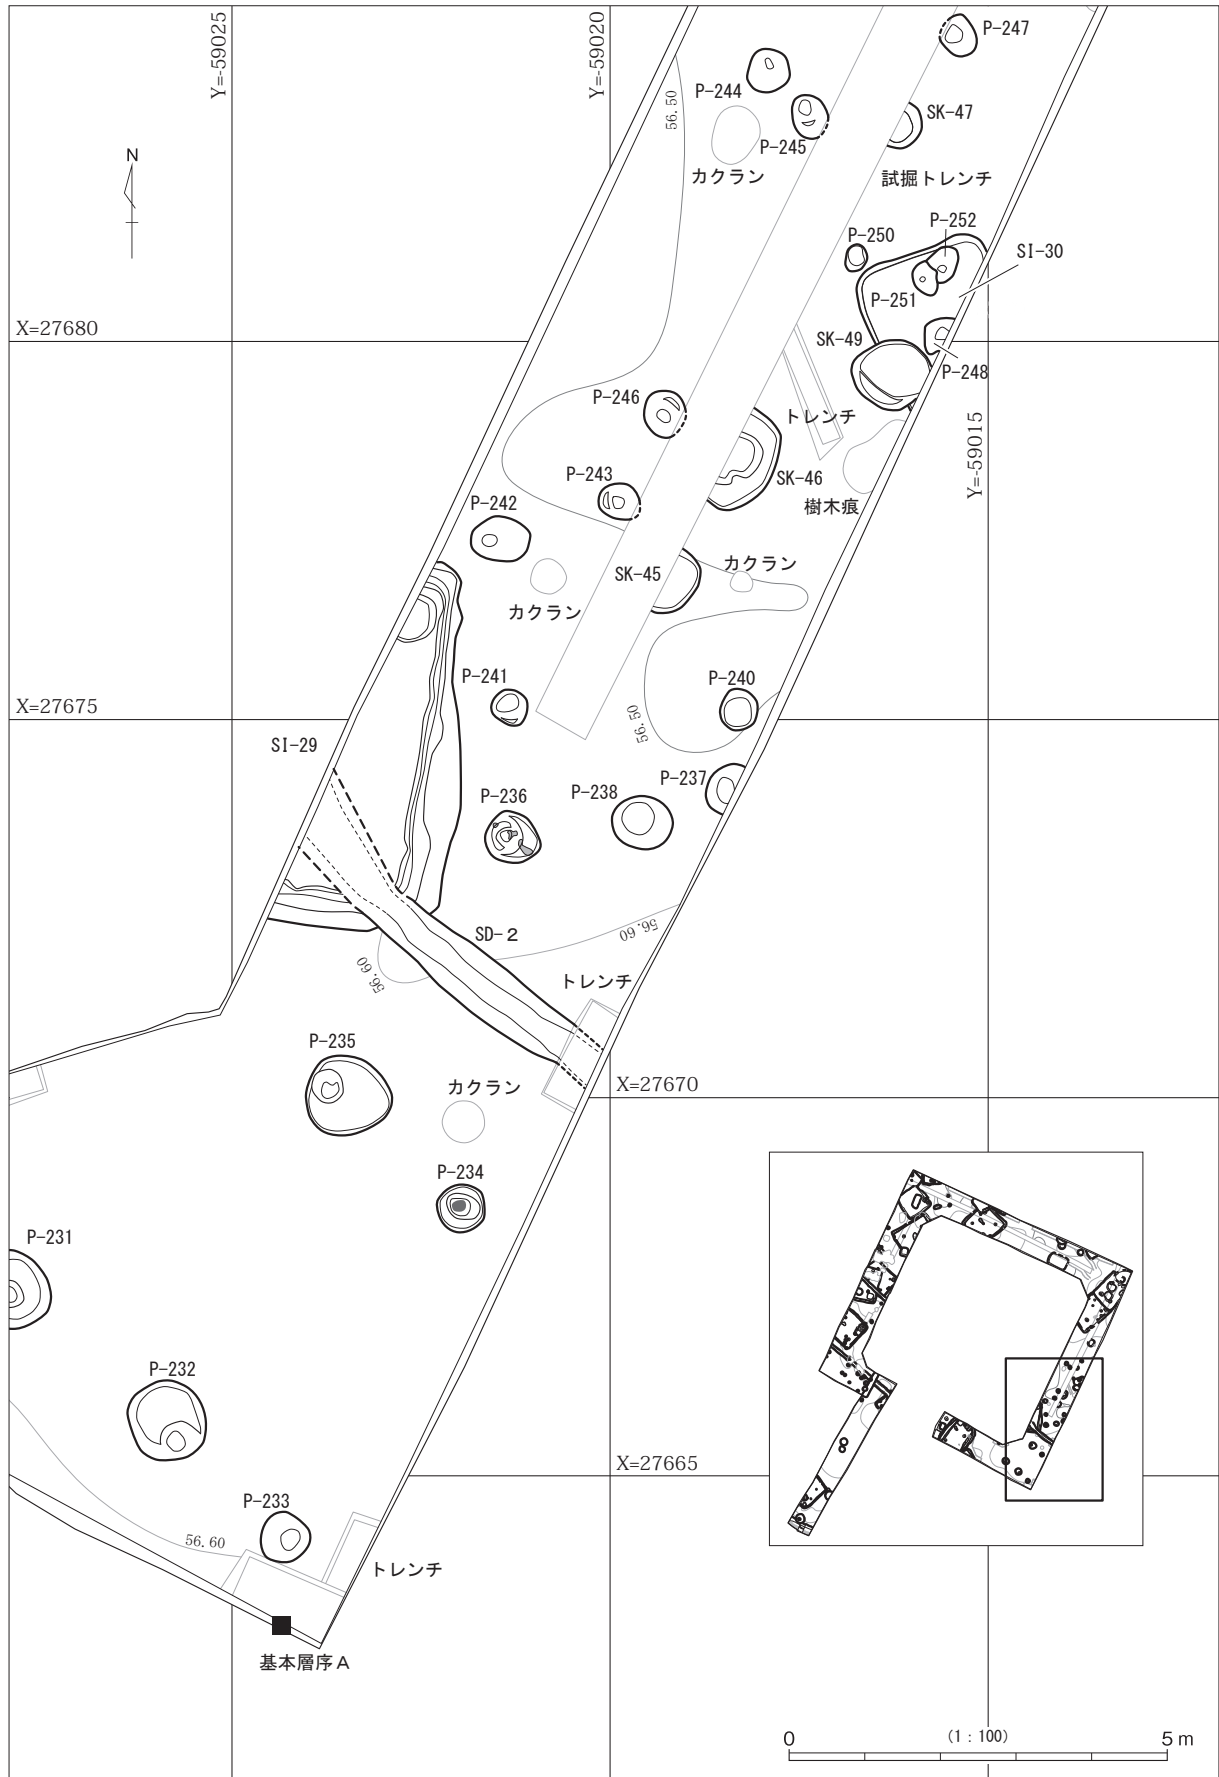 Y=-59025
Y=-59020
P-247
P-244
56.50
SK-47
P-245
N
カクラン
試掘トレンチ
P-252
P-250
SI-30
P-251
X=27680
SK-49
P-248
P-246
トレンチ
Y=-59015
P-243
SK-46
P-242
樹木痕
カクラン
SK-45
カクラン
P-241
P-240
X=27675
56.50
SI-29
P-237
P-236
P-238
SD-2
56.60
56.60
トレンチ
P-235
カクラン
X=27670
P-234
P-231
P-232
X=27665
P-233
56.60
トレンチ
基本層序A
0
(1:100)
5 m